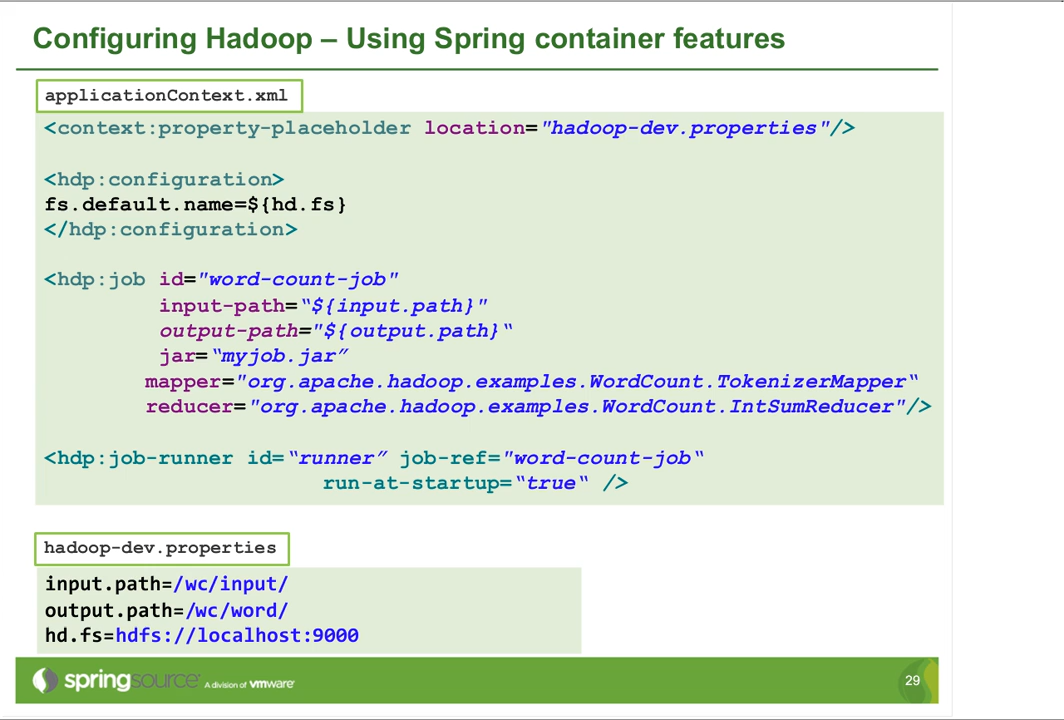 Configuring Hadoop – Using Spring container features
applicationContext.xml
<context:property-placeholder location="hadoop-dev.properties"/>
<hdp:configuration>
fs.default.name=${hd.fs}
</hdp:configuration>
<hdp:job id="word-count-job"
input-path=“${input.path}"
output-path="${output.path}“
jar=“myjob.jar”
mapper="org.apache.hadoop.examples.WordCount.TokenizerMapper“
reducer="org.apache.hadoop.examples.WordCount.IntSumReducer"/>
<hdp:job-runner id=“runner” job-ref="word-count-job“
run-at-startup=“true“ />
hadoop-dev.properties
input.path=/wc/input/
output.path=/wc/word/
hd.fs=hdfs://localhost:9000
springsource A division of vmware
29